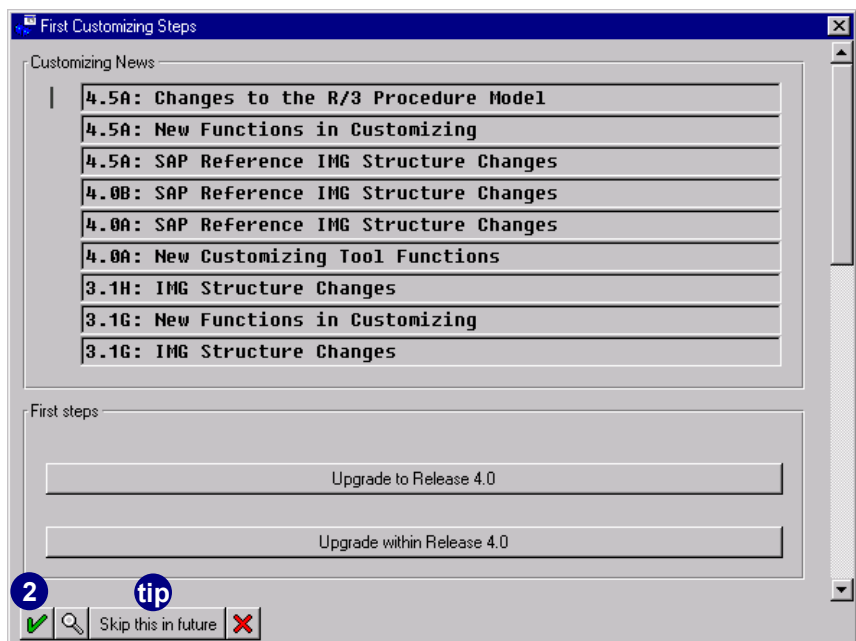 First Customizing Steps
Customizing News
4.5A: Changes to the R/3 Procedure Model
4.5A: New Functions in Customizing
4.5A: SAP Reference IMG Structure Changes
4.0B: SAP Reference IMG Structure Changes
4.0A: SAP Reference IMG Structure Changes
4.0A: New Customizing Tool Functions
3.1H: IMG Structure Changes
3.1G: New Functions in Customizing
3.1G: IMG Structure Changes
First steps
Upgrade to Release 4.0
Upgrade within Release 4.0
2 tip
Skip this in future